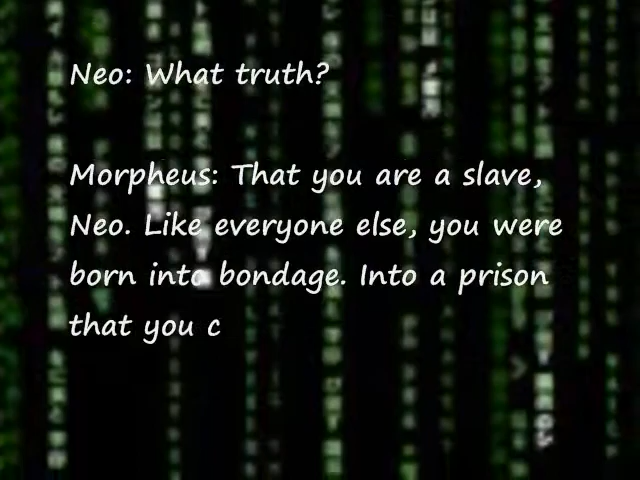 Neo: What truth?
Morpheus: That you are a slave,
Neo. Like everyone else, you were
born into bondage. Into a prison
that you c